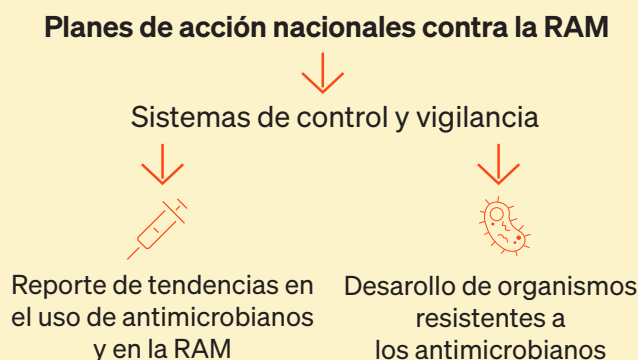 Planes de acción nacionales contra la RAM
Sistemas de control y vigilancia
Reporte de tendencias en
el uso de antimicrobianos
y en la RAM
Desarollo de organismos
resistentes a
los antimicrobianos